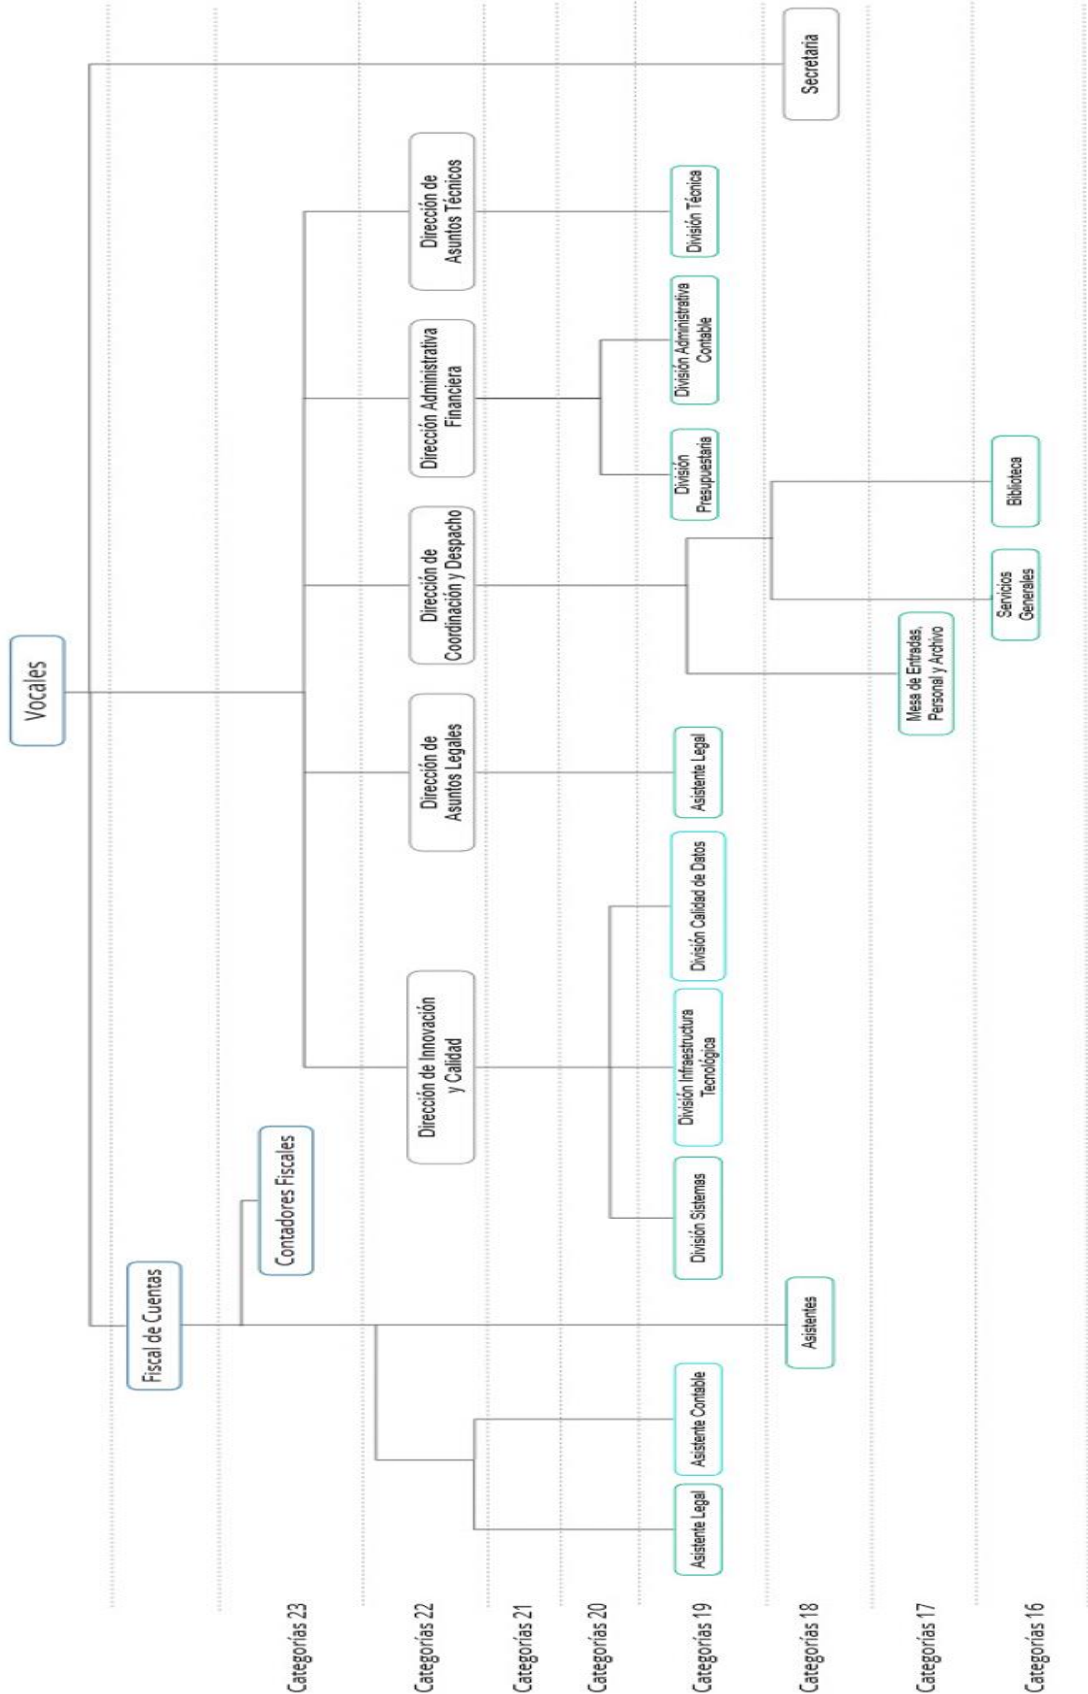 Vocales
Fiscal de Cuentas
Categorías 23
Contadores Fiscales
Categorías 22
Dirección de Innovación
y Calidad
Dirección de
Asuntos Legales
Dirección de
Coordinación y Despacho
Dirección Administrativa
Financiera
Dirección de
Asuntos Técnicos
Categorías 21
Categorías 20
Categorías 19
Asistente Legal
Asistente Contable
División Sistemas
División Infraestructura
Tecnológica
División Calidad de Datos
Asistente Legal
División
Presupuestaria
División Administrativa
Contable
División Técnica
Categorías 18
Asistentes
Secretaria
Categorías 17
Mesa de Entradas,
Personal y Archivo
Categorías 16
Servicios
Generales
Biblioteca